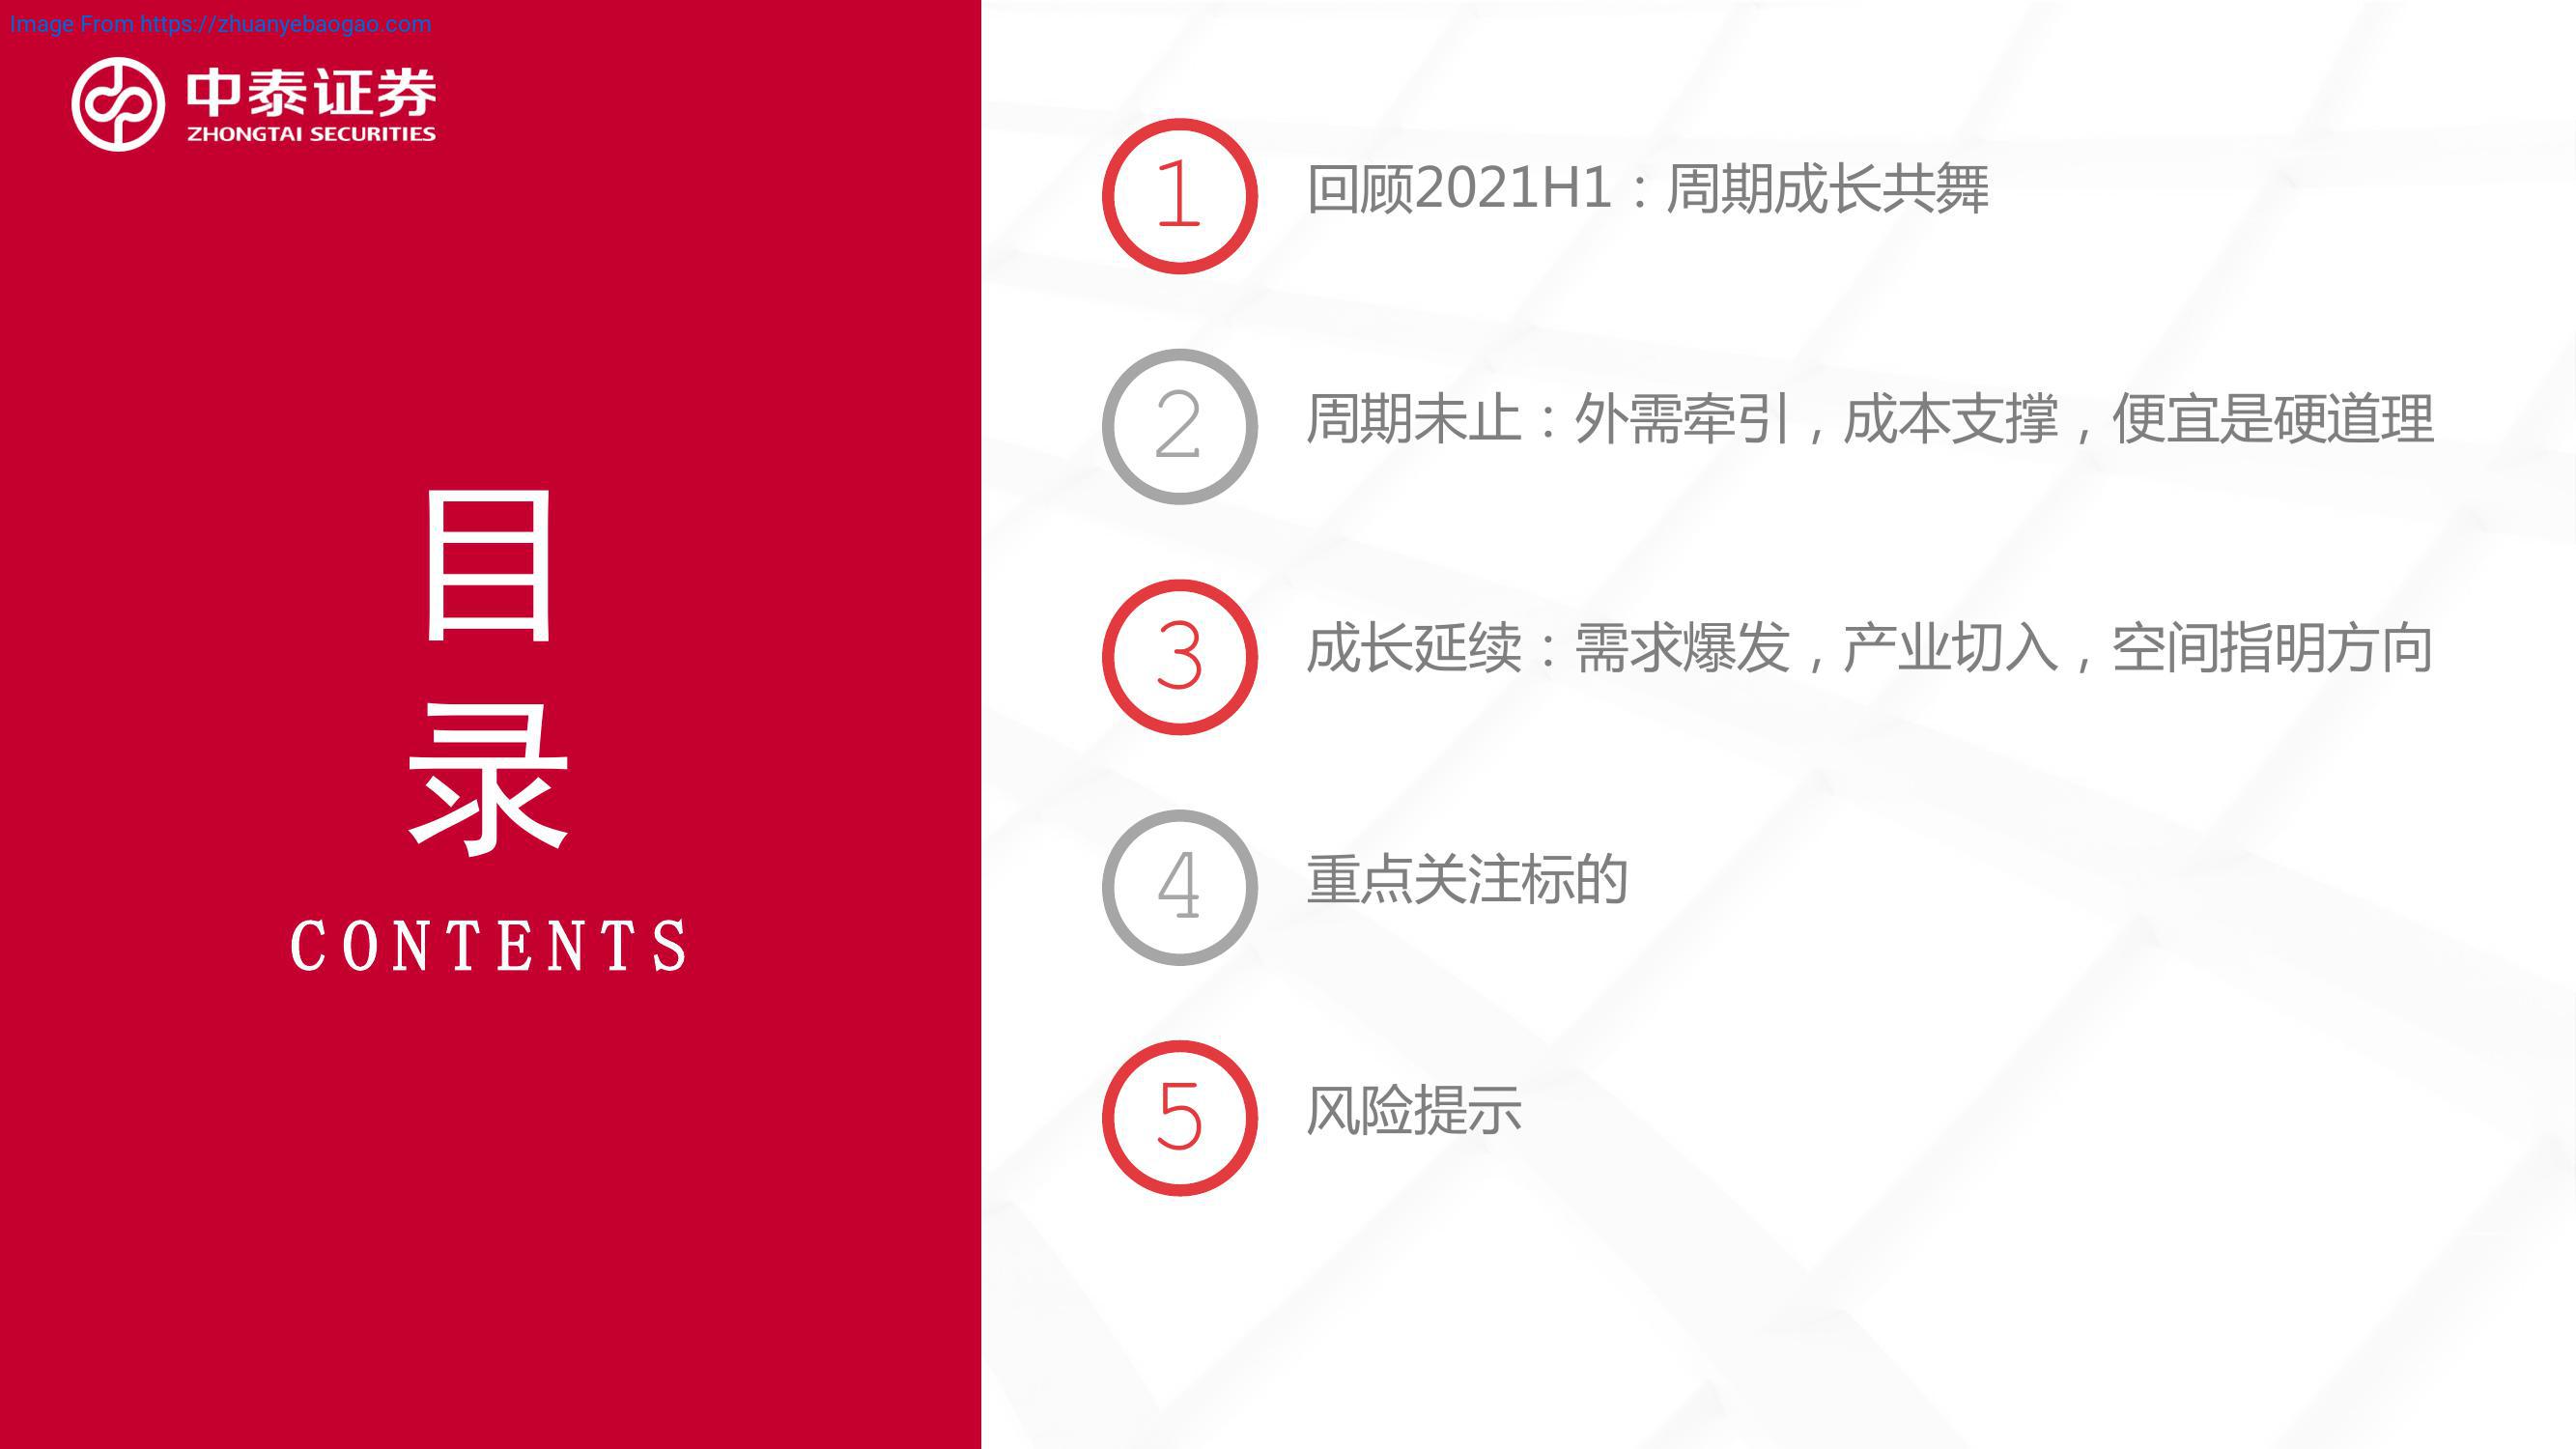 Image From https://zhuanyebaogao.com
中泰证券
ZHONGTAI SECURITIES
目
录
CONTENTS
1 回顾2021H1：周期成长共舞
2 周期未止：外需牵引，成本支撑，便宜是硬道理
3 成长延续：需求爆发，产业切入，空间指明方向
4 重点关注标的
5 风险提示